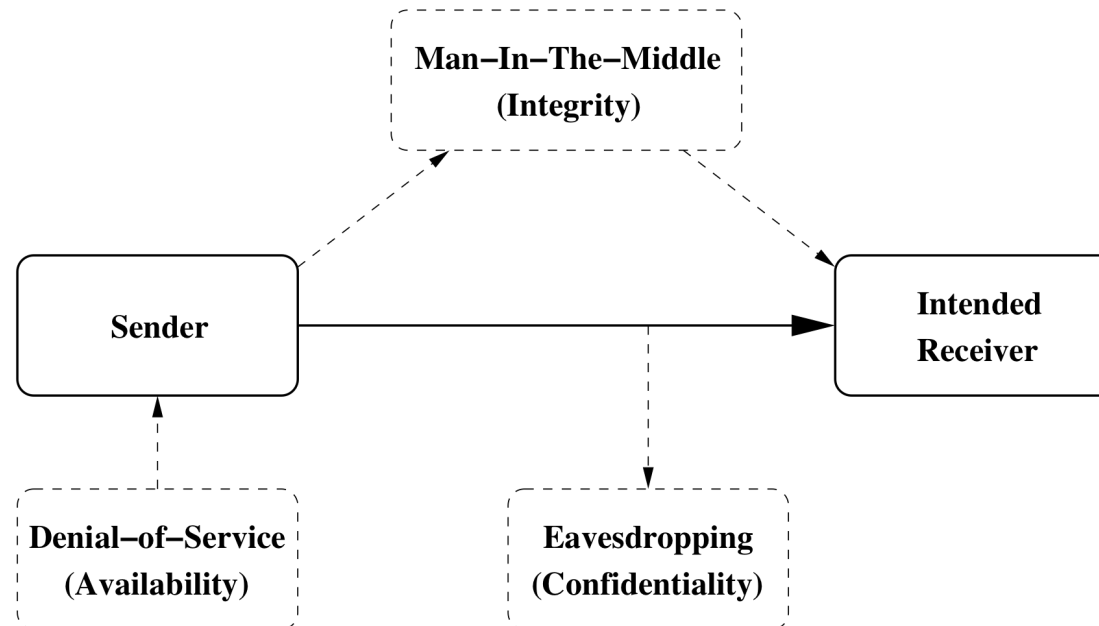 Man−In−The−Middle
(Integrity)
Sender
Intended
Receiver
Denial−of−Service
(Availability)
Eavesdropping
(Confidentiality)